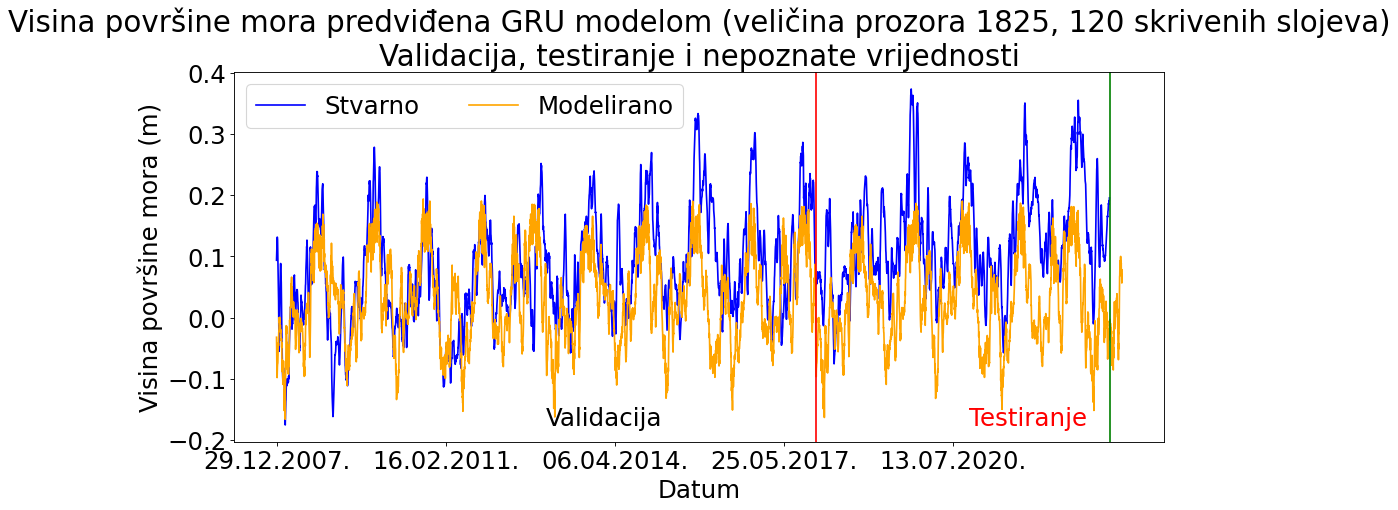 Visina površine mora predviđena GRU modelom (veličina prozora 1825, 120 skrivenih slojeva)
Validacija, testiranje i nepoznate vrijednosti
Stvarno
Modelirano
Visina površine mora (m)
0.4
0.3
0.2
0.1
0.0
−0.1
−0.2
Validacija
Testiranje
29.12.2007.
16.02.2011.
06.04.2014.
25.05.2017.
13.07.2020.
Datum